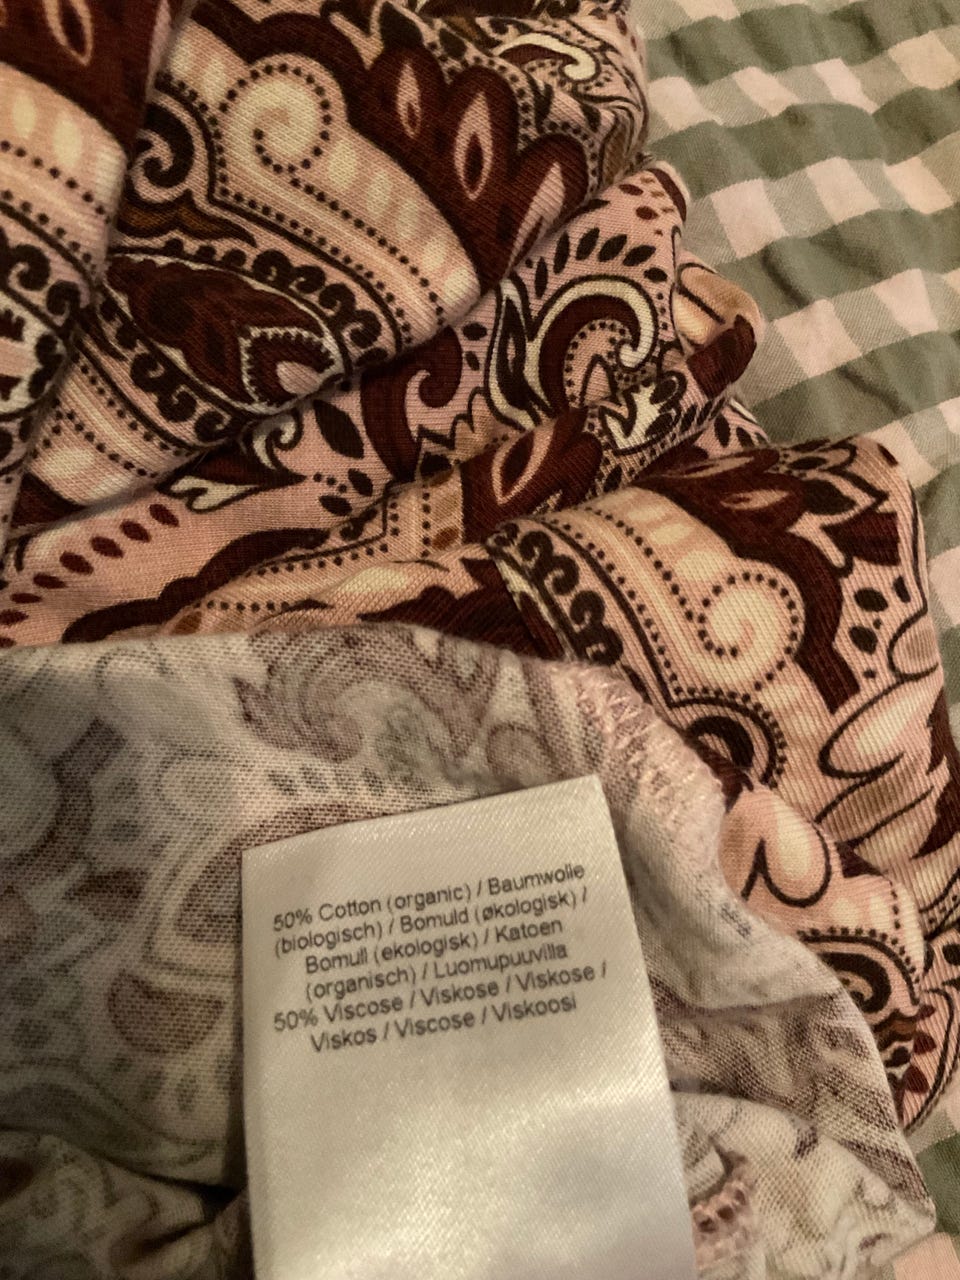 50% Cotton (organic) / Baumwolle
(biologisch) / Bomuld (økologisk) /
Bomull (ekologisk) / Katoen
(organisch) / Luomupuuvilla
50% Viscose / Viskose / Viskose /
Viskos / Viscose / Viskoosi